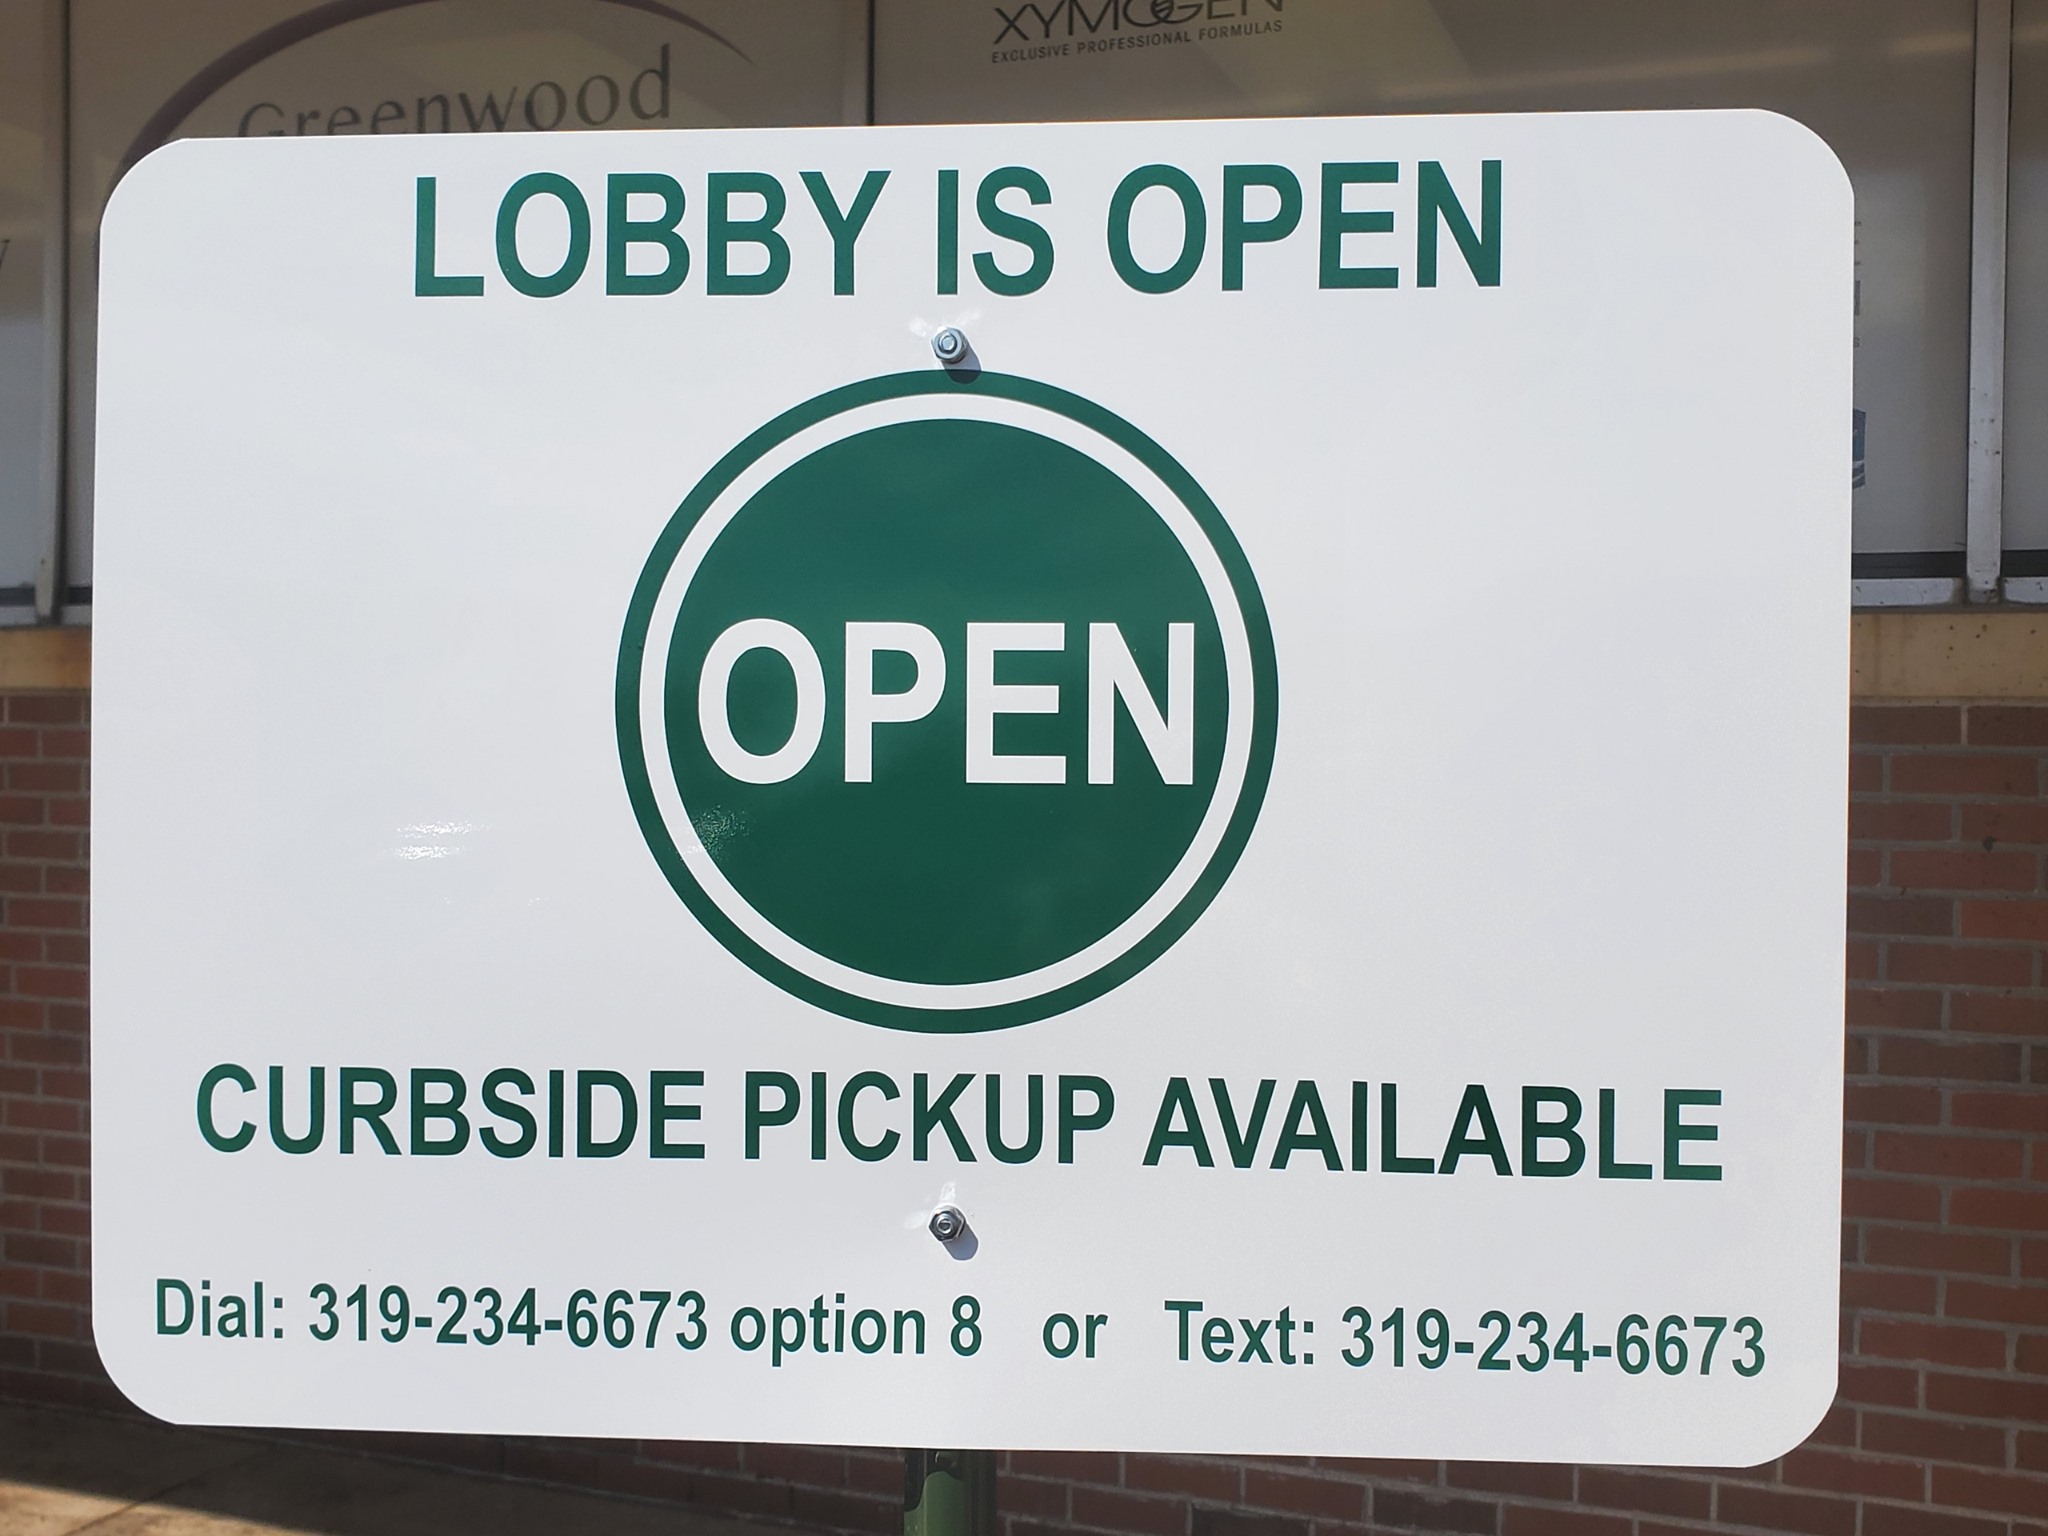 Greenwood
XYMOGEN
EXCLUSIVE PROFESSIONAL FORMULAS
LOBBY IS OPEN
OPEN
CURBSIDE PICKUP AVAILABLE
Dial: 319-234-6673 option 8 or Text: 319-234-6673